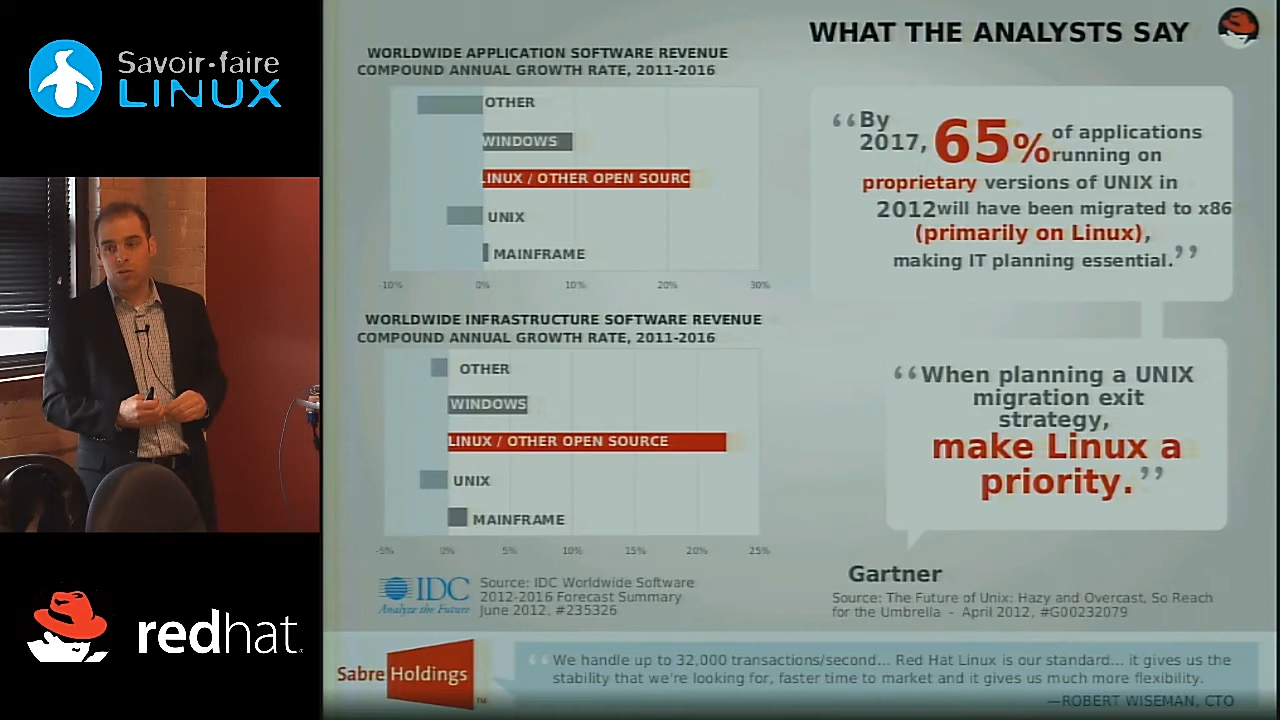 Savoir-faire
LINUX
redhat.
WHAT THE ANALYSTS SAY
WORLDWIDE APPLICATION SOFTWARE REVENUE
COMPOUND ANNUAL GROWTH RATE, 2011-2016
OTHER
WINDOWS
LINUX / OTHER OPEN SOURC
UNIX
MAINFRAME
-10% 0% 10% 20% 30%
WORLDWIDE INFRASTRUCTURE SOFTWARE REVENUE
COMPOUND ANNUAL GROWTH RATE, 2011-2016
OTHER
WINDOWS
LINUX / OTHER OPEN SOURCE
UNIX
MAINFRAME
-5% 0% 5% 10% 15% 20% 25%
IDC
Analyze the Future
Source: IDC Worldwide Software
2012-2016 Forecast Summary
June 2012, #235326
“By
2017, 65% of applications
running on
proprietary versions of UNIX in
2012will have been migrated to x86
(primarily on Linux),
making IT planning essential.”
“When planning a UNIX
migration exit
strategy,
make Linux a
priority.”
Gartner
Source: The Future of Unix: Hazy and Overcast, So Reach
for the Umbrella - April 2012, #G00232079
Sabre Holdings TM
“We handle up to 32,000 transactions/second... Red Hat Linux is our standard... it gives us the
stability that we're looking for, faster time to market and it gives us much more flexibility.
—ROBERT WISEMAN, CTO